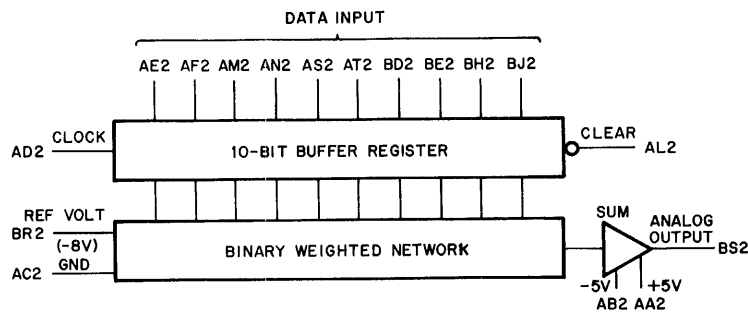 DATA INPUT
AE2 AF2 AM2 AN2 AS2 AT2 BD2 BE2 BH2 BJ2
CLOCK
AD2
10-BIT BUFFER REGISTER
CLEAR
AL2
REF VOLT
BR2
(-8V)
GND
AC2
BINARY WEIGHTED NETWORK
SUM
ANALOG
OUTPUT
BS2
-5V +5V
AB2 AA2